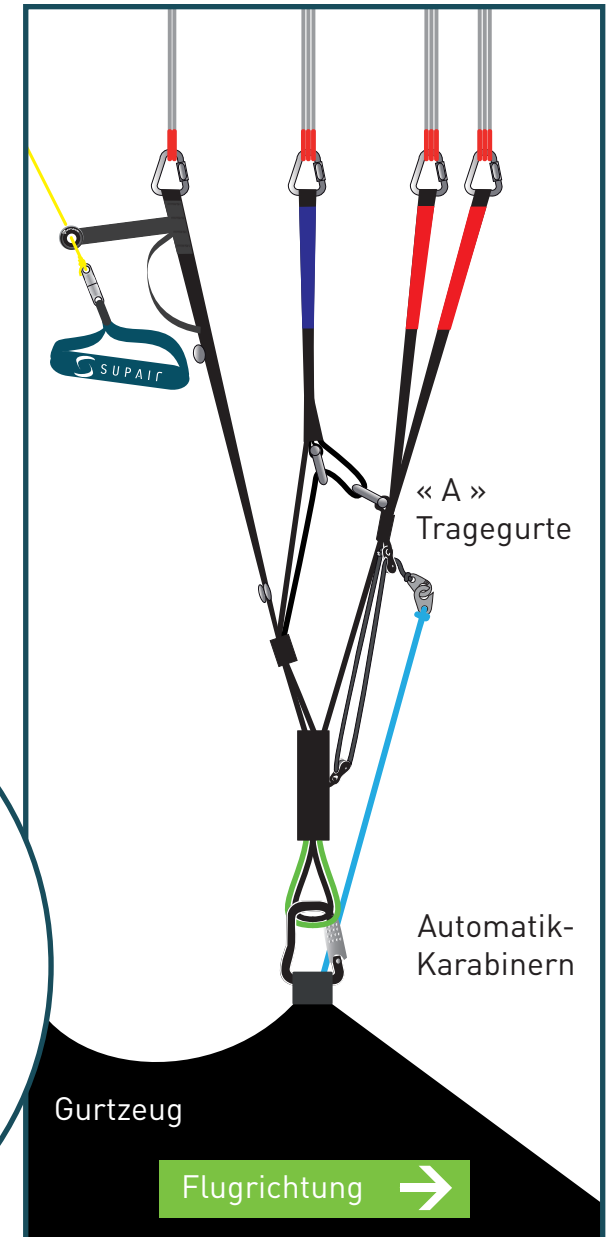 SUPAIR
« A »
Tragegurte
Automatik-
Karabinern
Gurtzeug
Flugrichtung